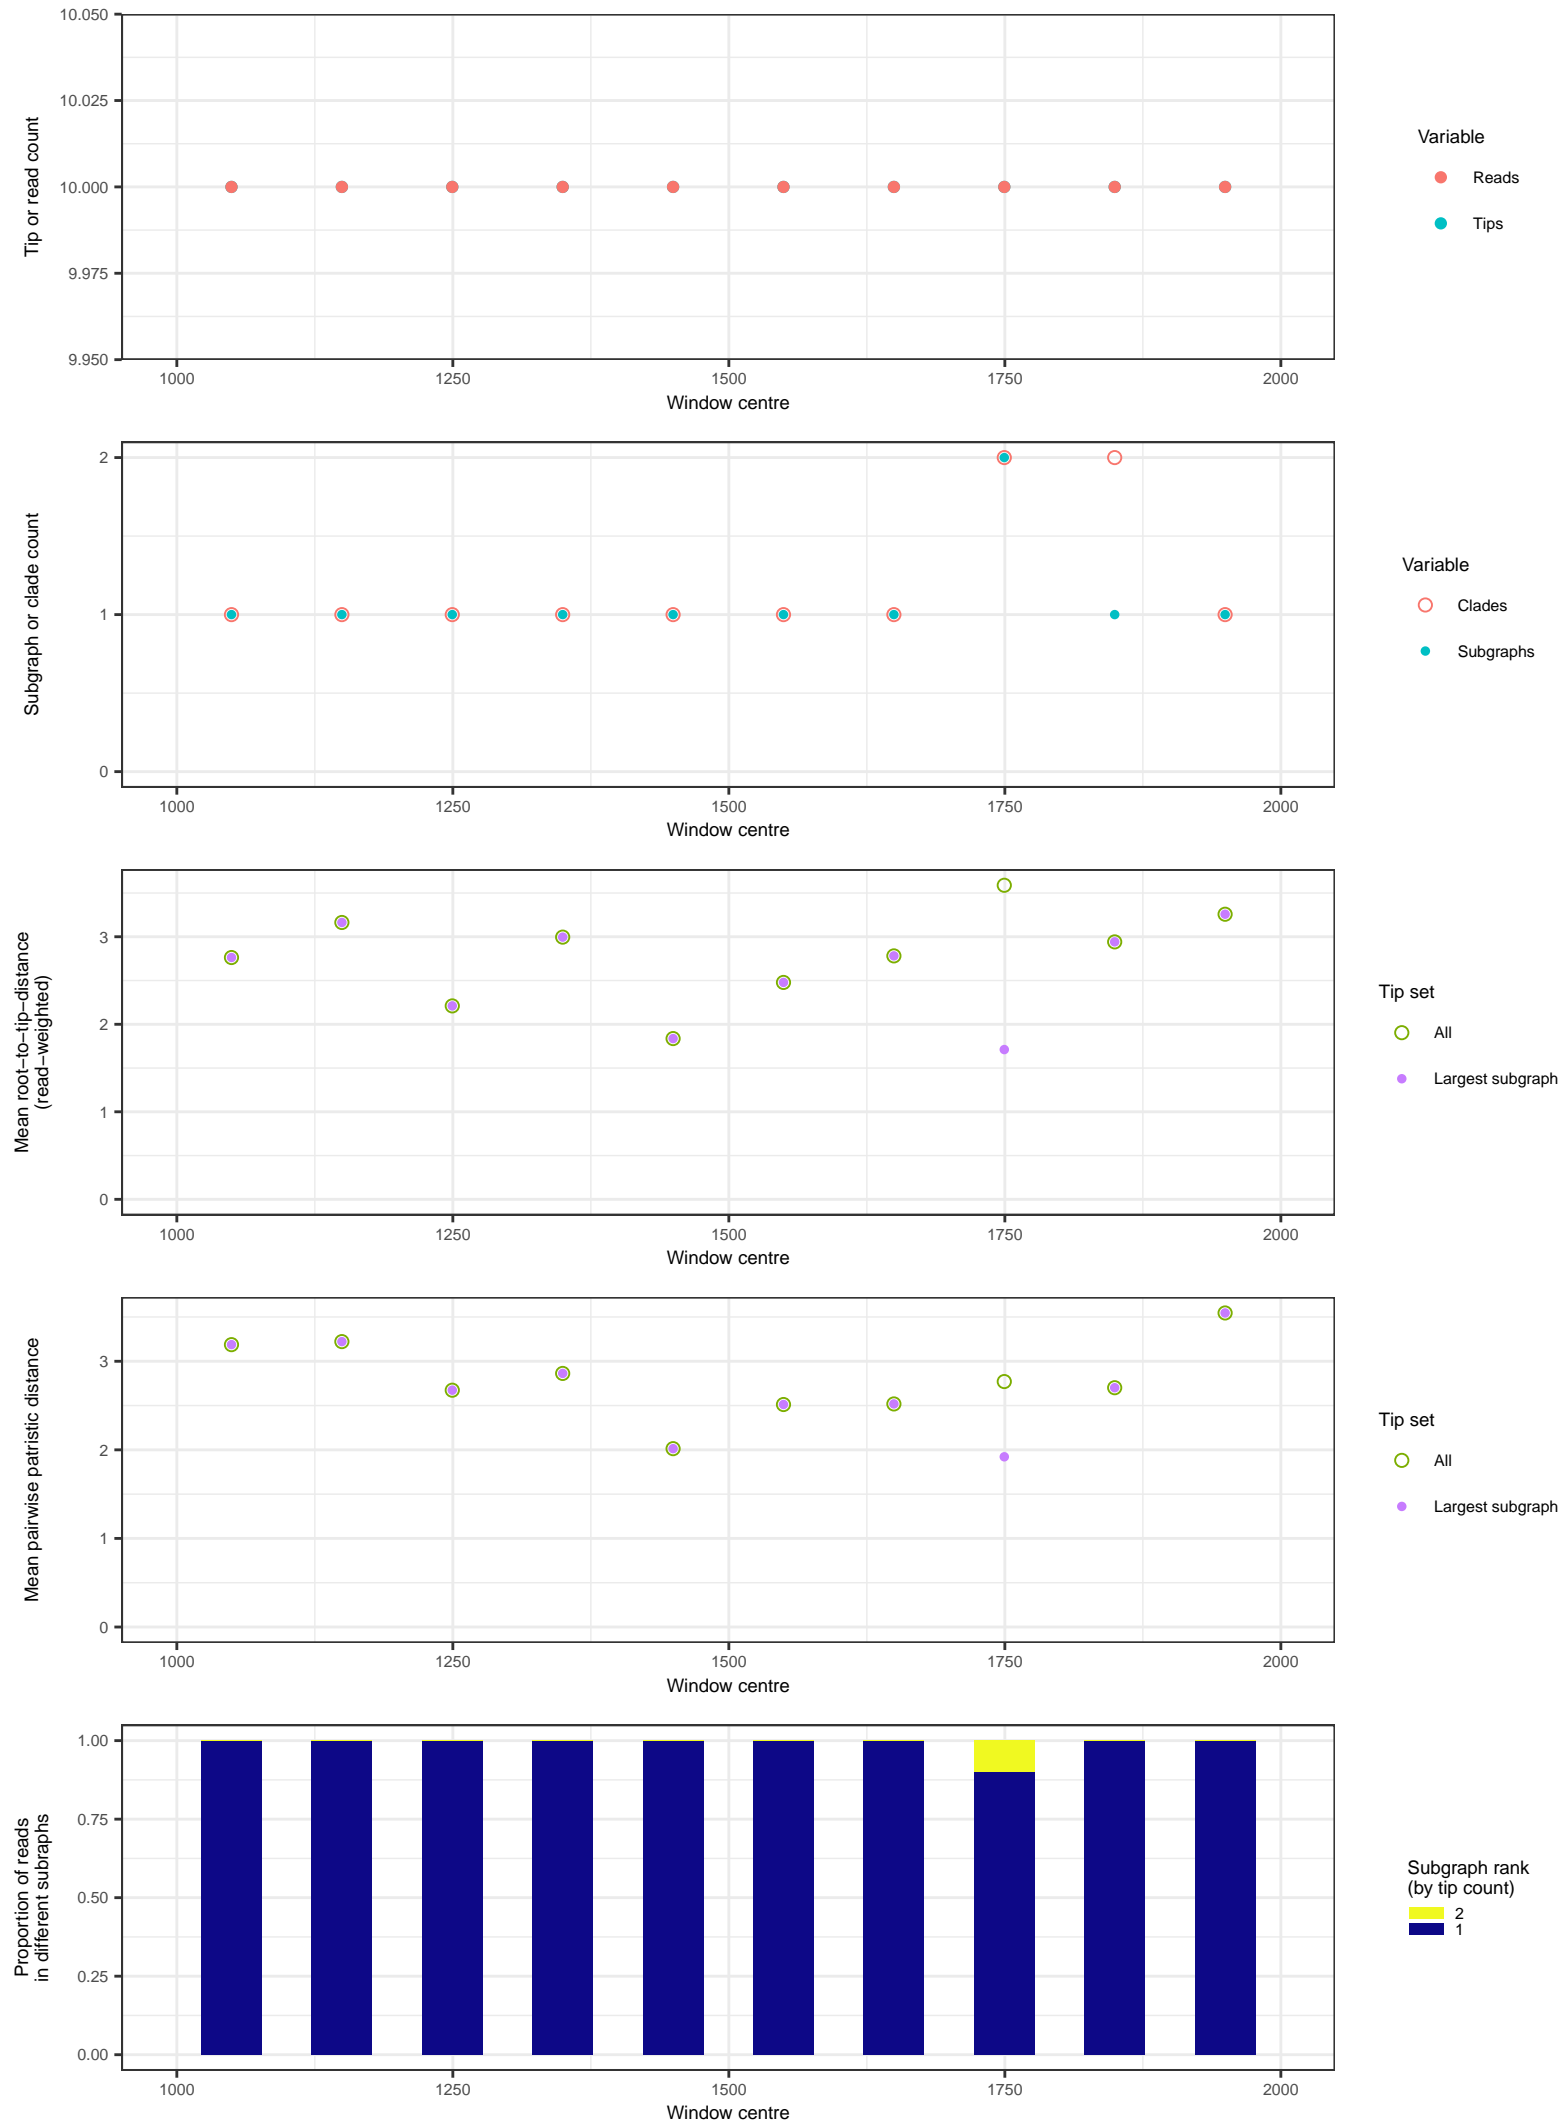 10.050
10.025
10.000
9.975
9.950
Tip or read count
1000 1250 1500 1750 2000
Window centre
Variable
Reads
Tips
2
1
0
Subgraph or clade count
1000 1250 1500 1750 2000
Window centre
Variable
Clades
Subgraphs
3
2
1
0
Mean root−to−tip−distance
(read−weighted)
1000 1250 1500 1750 2000
Window centre
Tip set
All
Largest subgraph
3
2
1
0
Mean pairwise patristic distance
1000 1250 1500 1750 2000
Window centre
Tip set
All
Largest subgraph
1.00
0.75
0.50
0.25
0.00
Proportion of reads
in different subraphs
1000 1250 1500 1750 2000
Window centre
Subgraph rank
(by tip count)
2
1